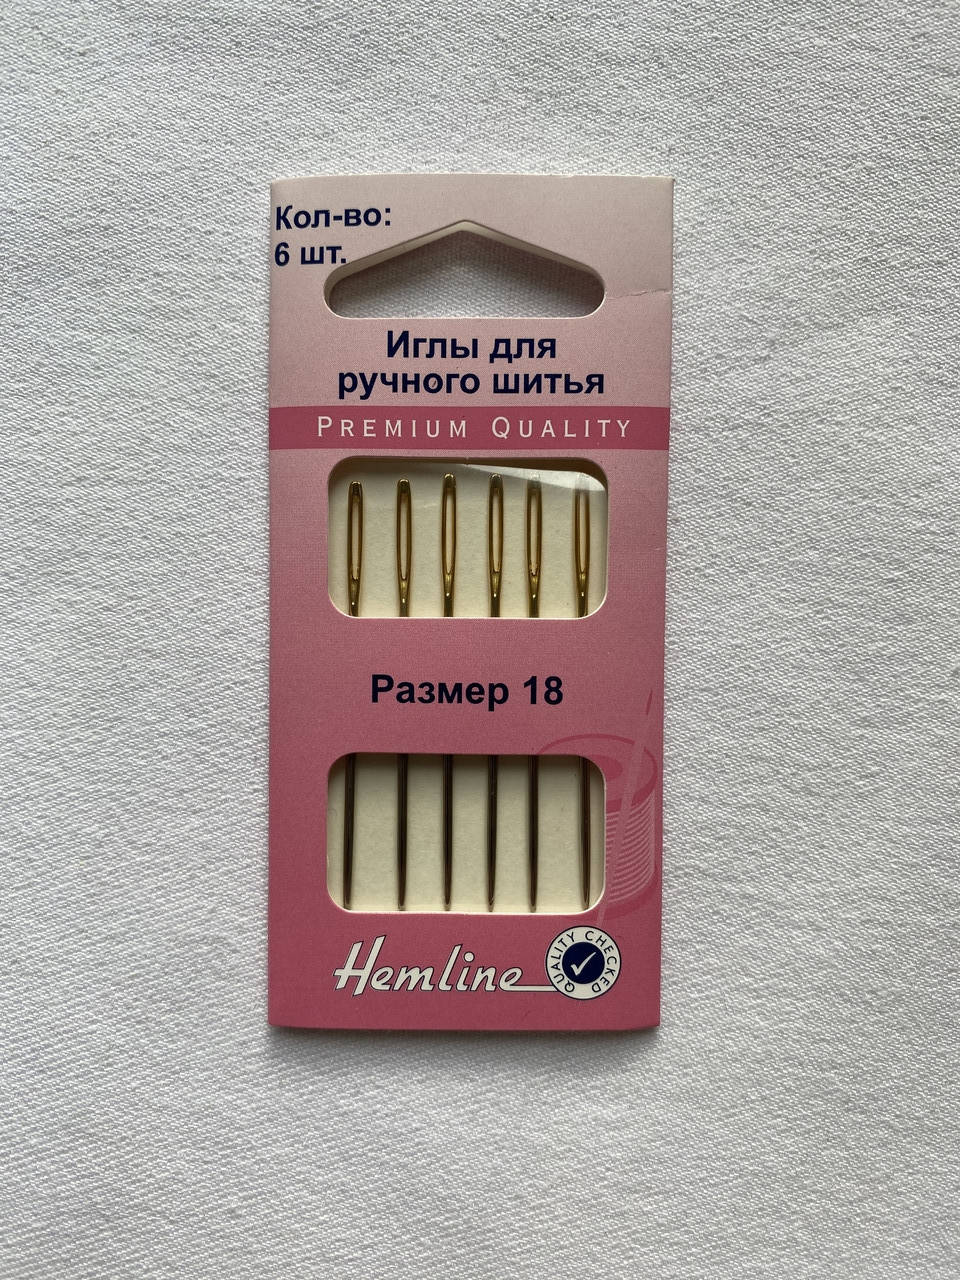 Кол-во:
6 шт.
Иглы для
ручного шитья
PREMIUM QUALITY
Размер 18
Hemline
QUALITY CHECKED